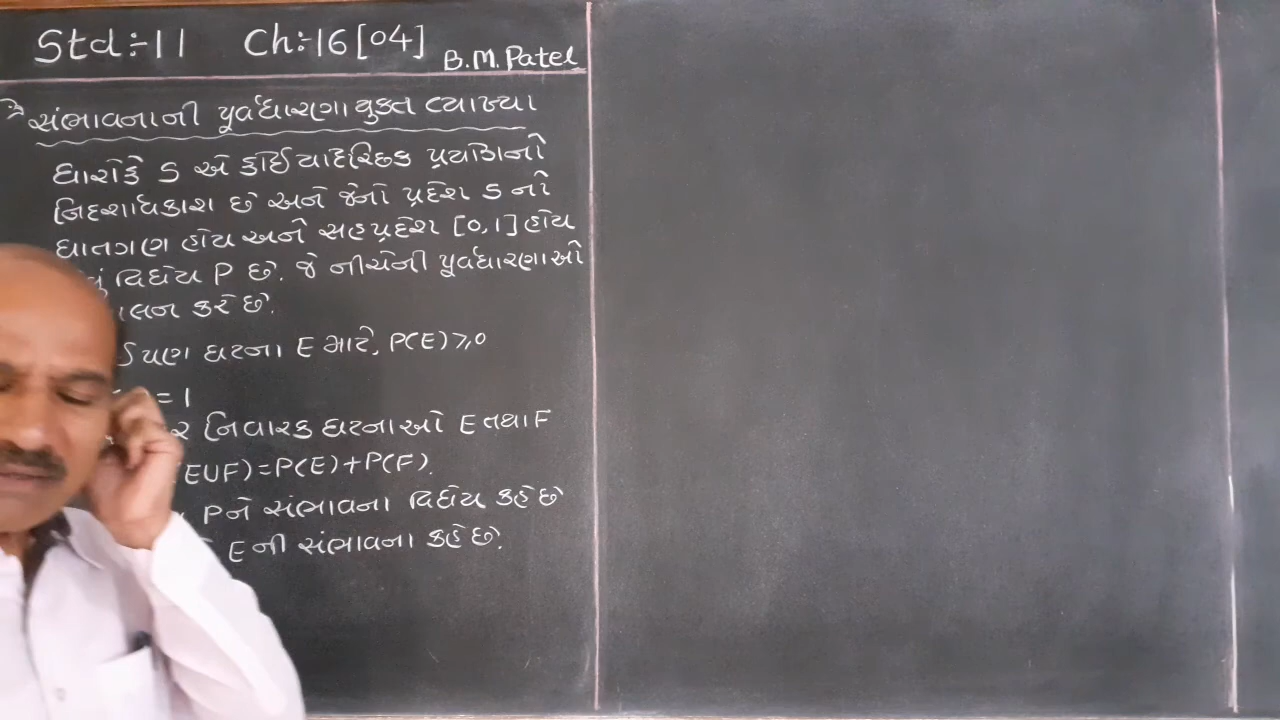 Std:-11 Ch:-16 [04] B.M.Patel
સંભાવનાની પૂર્વધારણાયુક્ત વ્યાખ્યા
ધારોકે S એ કોઈ યાદચ્છિક પ્રયોગનો
નિદર્શાવકાશ છે અને જેનો પ્રદેશ S નો
ઘાતગણ હોય અને સહપ્રદેશ [0,1] હોય
વિધેય P છે. જે નીચેની પૂર્વધારણાઓ
કરે છે.
પણ ઘટના E માટે, P(E) ⩾ 0
= 1
નિવારક ઘટનાઓ E તથા F
(EUF) = P(E) + P(F).
P ને સંભાવના વિધેય કહે છે
E ની સંભાવના કહે છે.